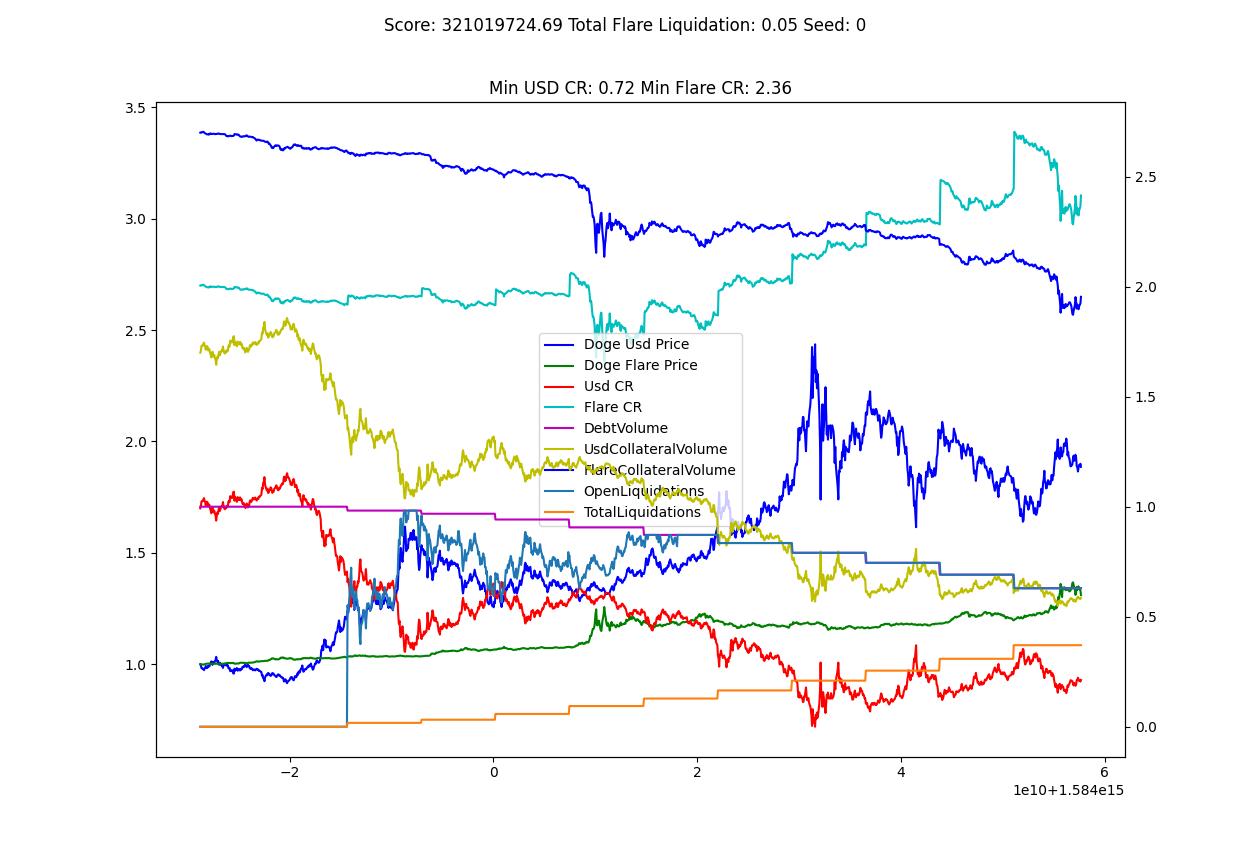 Score: 321019724.69 Total Flare Liquidation: 0.05 Seed: 0
Min USD CR: 0.72 Min Flare CR: 2.36
3.5
3.0
2.5
2.0
1.5
1.0
2.5
2.0
1.5
1.0
0.5
0.0
Doge Usd Price
Doge Flare Price
Usd CR
Flare CR
DebtVolume
UsdCollateralVolume
FlareCollateralVolume
OpenLiquidations
TotalLiquidations
−2 0 2 4 6
1e10+1.584e15